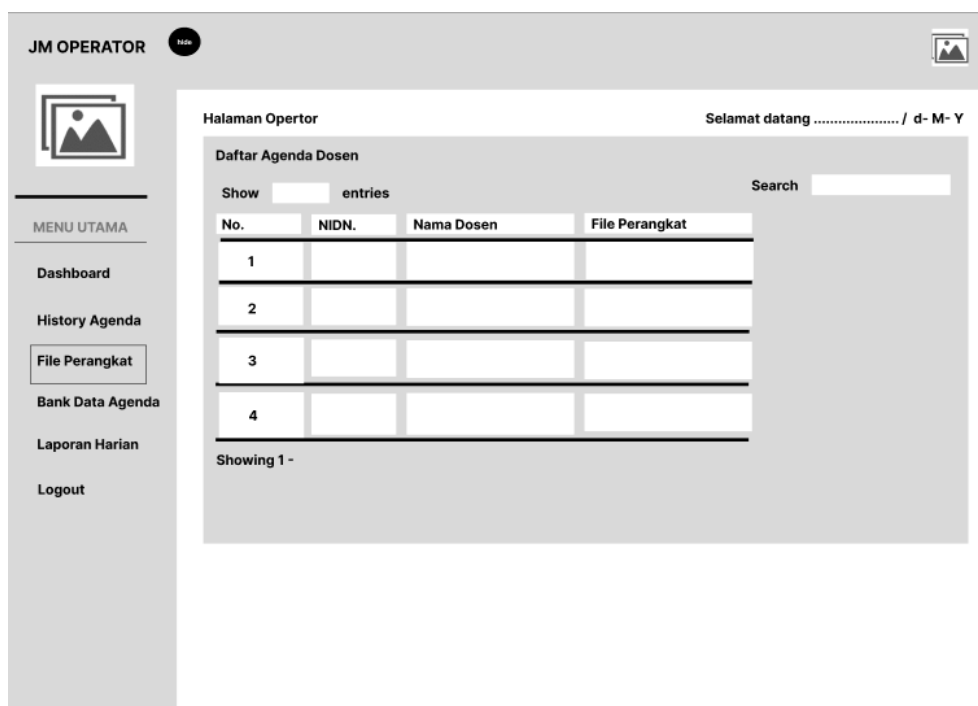 JM OPERATOR
hide
Halaman Opertor
Selamat datang ...................... / d- M- Y
Daftar Agenda Dosen
Show entries
Search
No. NIDN. Nama Dosen File Perangkat
1
2
3
4
Showing 1 -
MENU UTAMA
Dashboard
History Agenda
File Perangkat
Bank Data Agenda
Laporan Harian
Logout